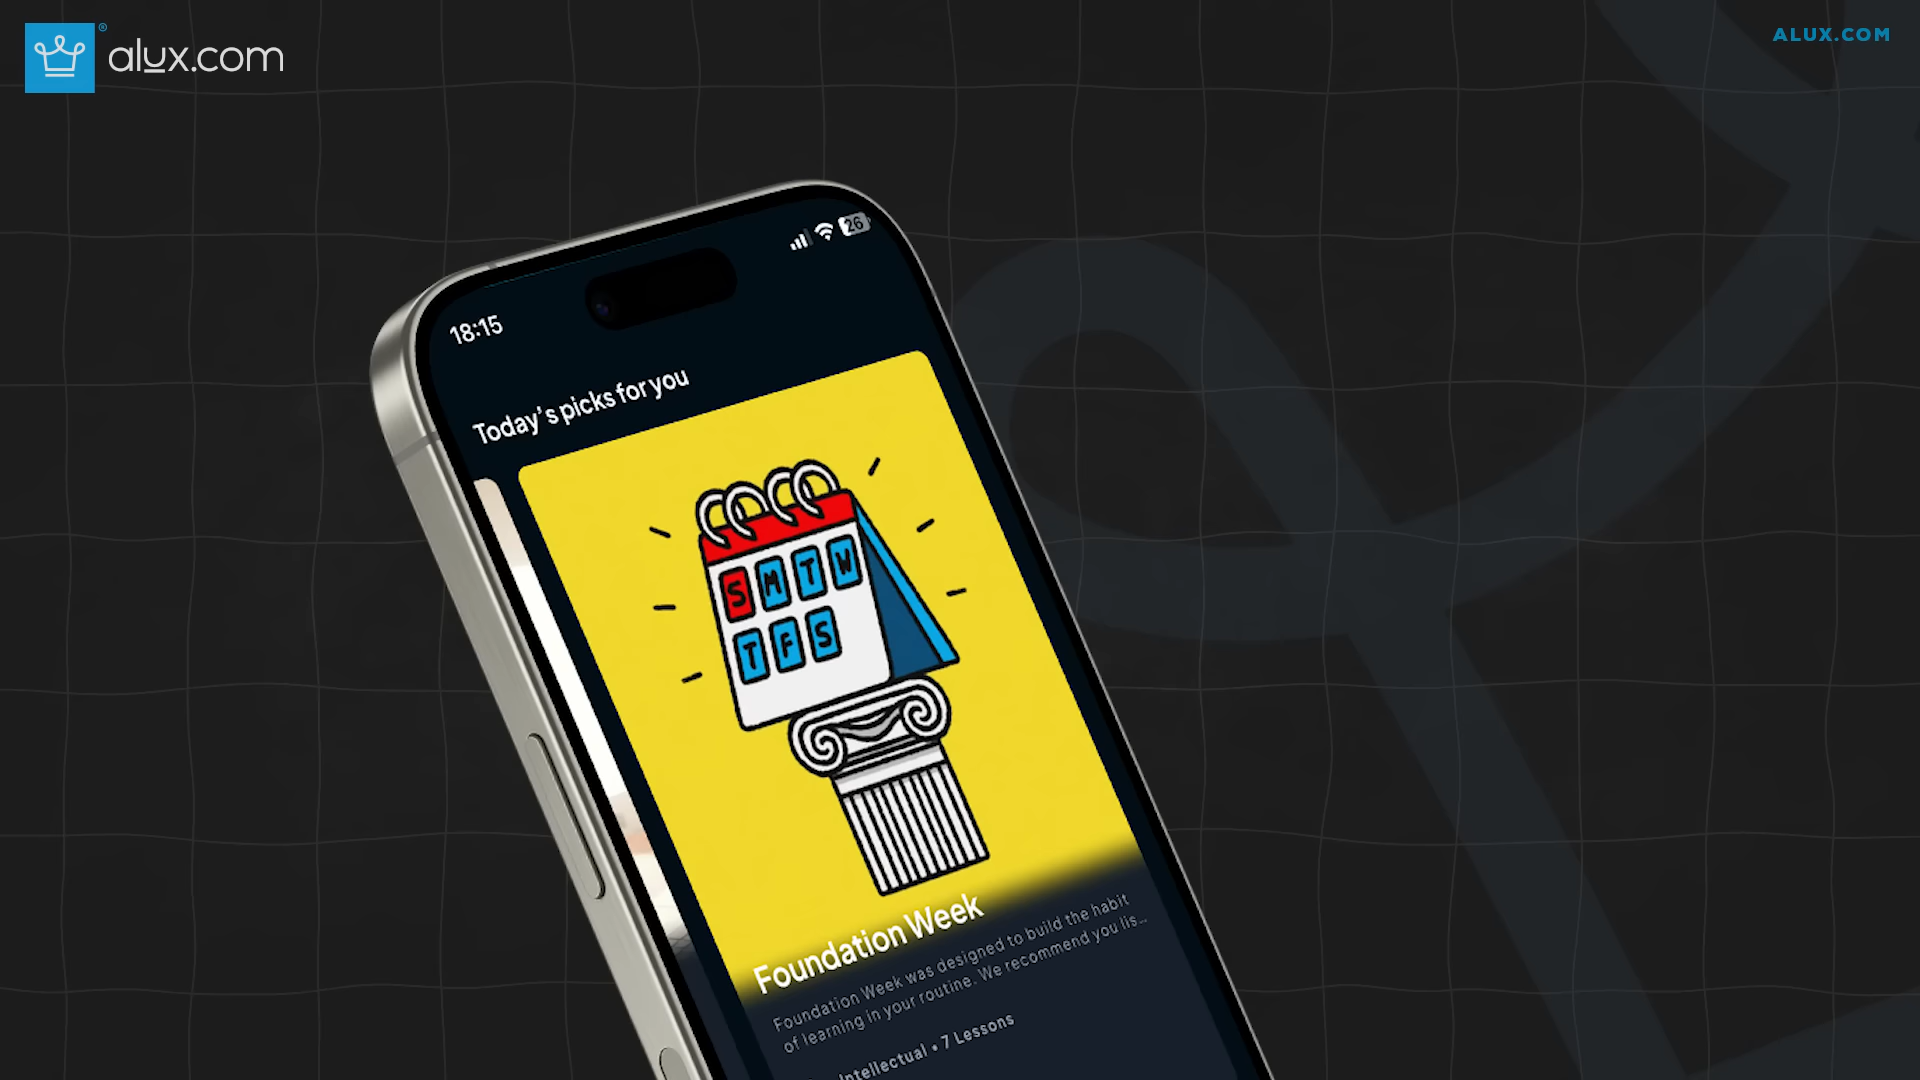 alux.com
ALUX.COM
26
18:15
Today's picks for you
S M T W
T F S
Foundation Week
Foundation Week was designed to build the habit
of learning in your routine. We recommend you lis...
Intellectual • 7 Lessons